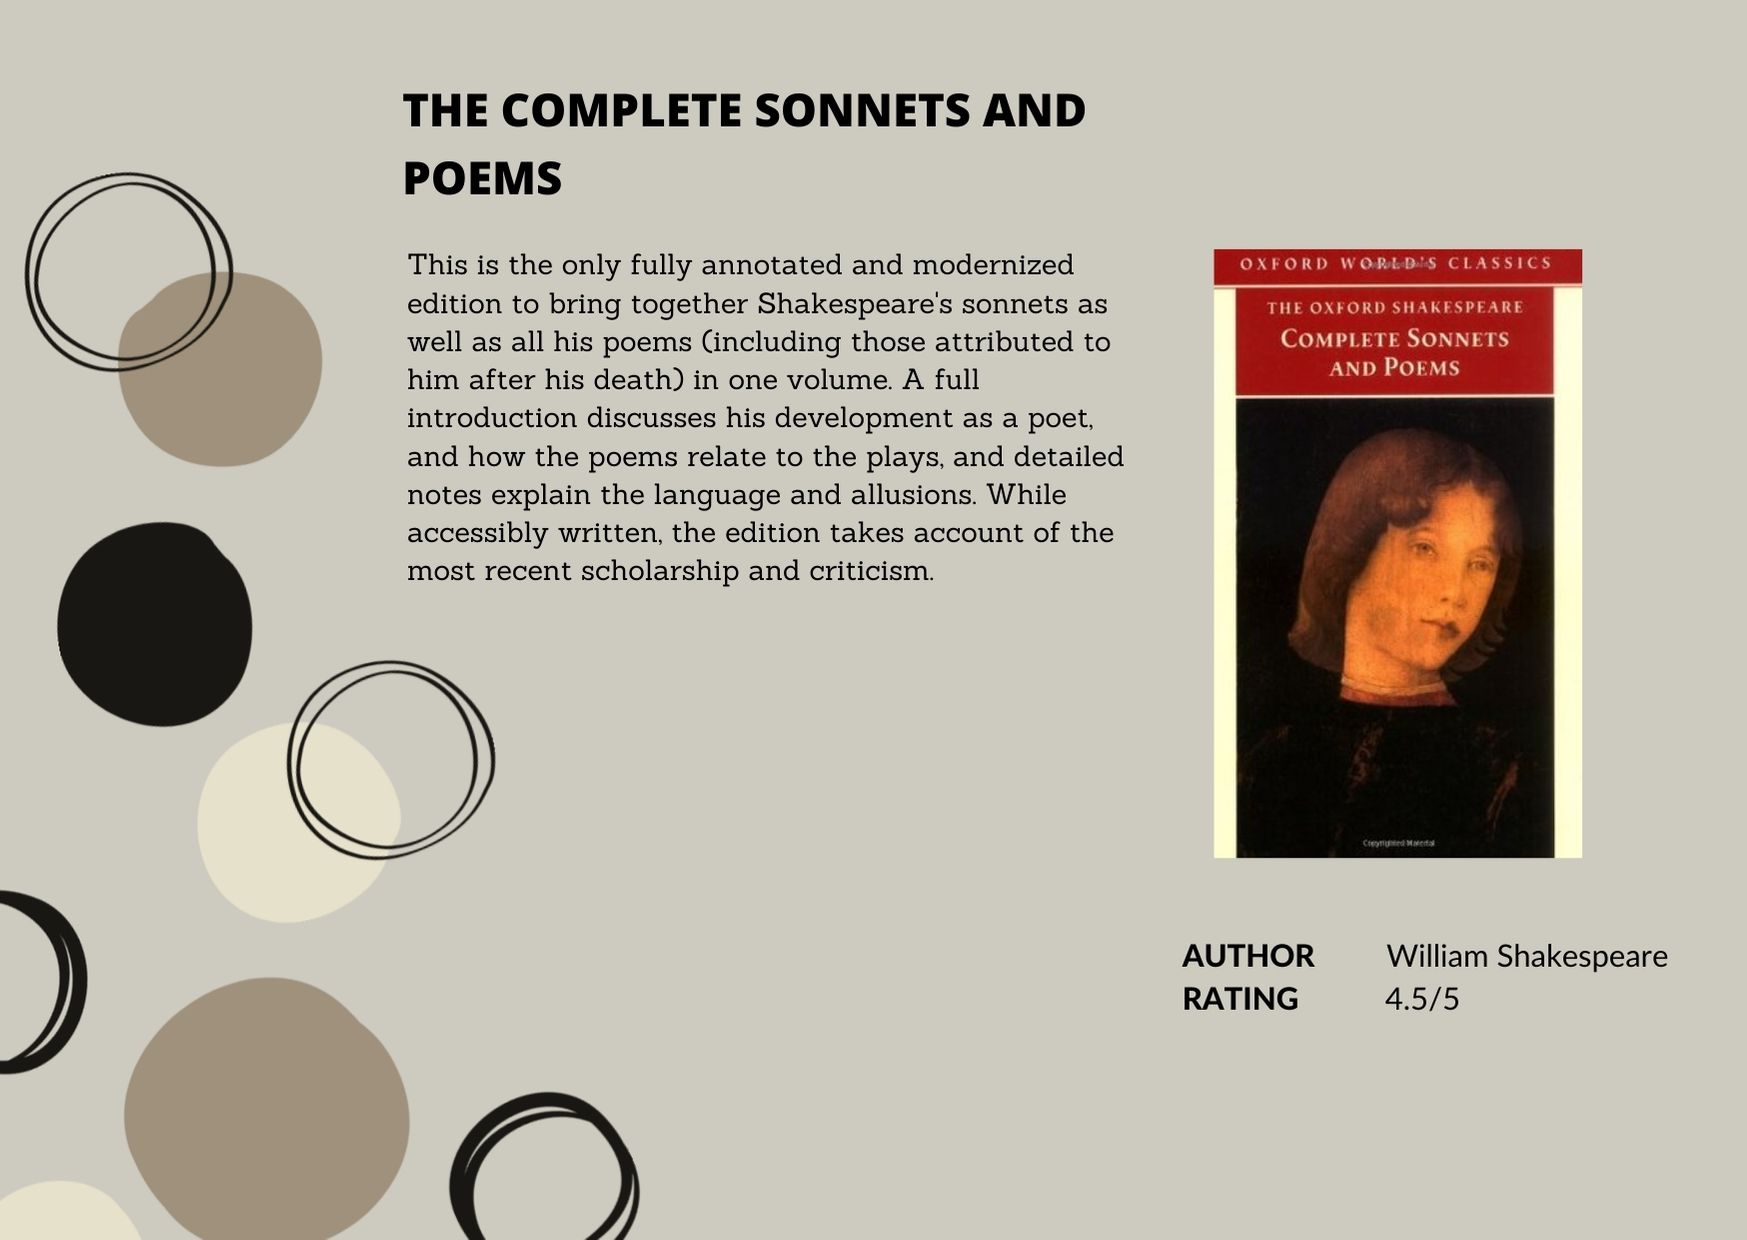 THE COMPLETE SONNETS AND
POEMS
This is the only fully annotated and modernized
edition to bring together Shakespeare's sonnets as
well as all his poems (including those attributed to
him after his death) in one volume. A full
introduction discusses his development as a poet,
and how the poems relate to the plays, and detailed
notes explain the language and allusions. While
accessibly written, the edition takes account of the
most recent scholarship and criticism.
OXFORD WORLD'S CLASSICS
THE OXFORD SHAKESPEARE
COMPLETE SONNETS
AND POEMS
Copyrighted Material
AUTHOR William Shakespeare
RATING 4.5/5